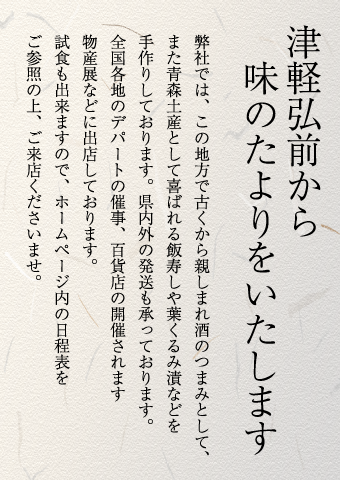 津軽弘前から
味のたよりをいたします
弊社では、この地方で古くから親しまれ酒のつまみとして、
また青森土産として喜ばれる飯寿しや葉くるみ漬などを
手作りしております。県内外の発送も承っております。
全国各地のデパートの催事、百貨店の開催されます
物産展などに出店しております。
試食も出来ますので、ホームページ内の日程表を
ご参照の上、ご来店くださいませ。